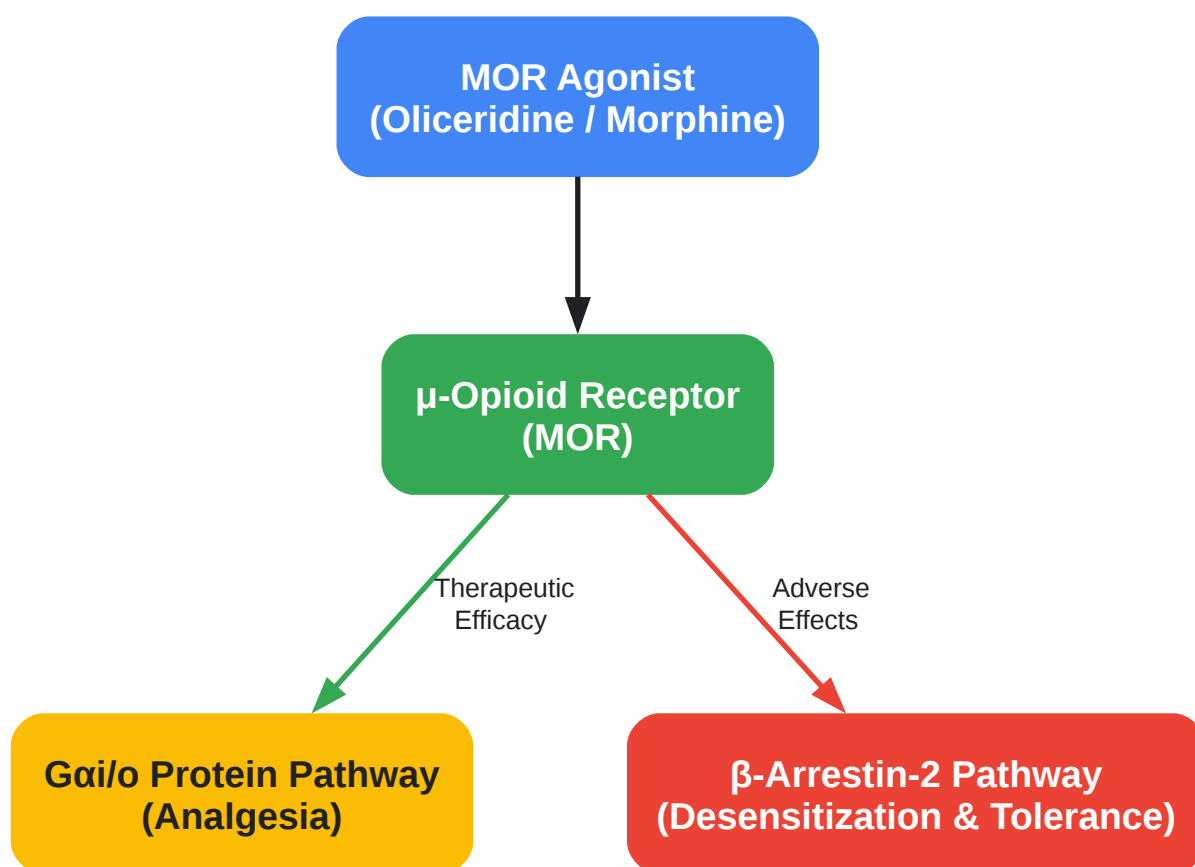 MOR Agonist
(Oliceridine / Morphine)
μ-Opioid Receptor
(MOR)
Therapeutic
Efficacy
Adverse
Effects
Gαi/o Protein Pathway
(Analgesia)
β-Arrestin-2 Pathway
(Desensitization & Tolerance)